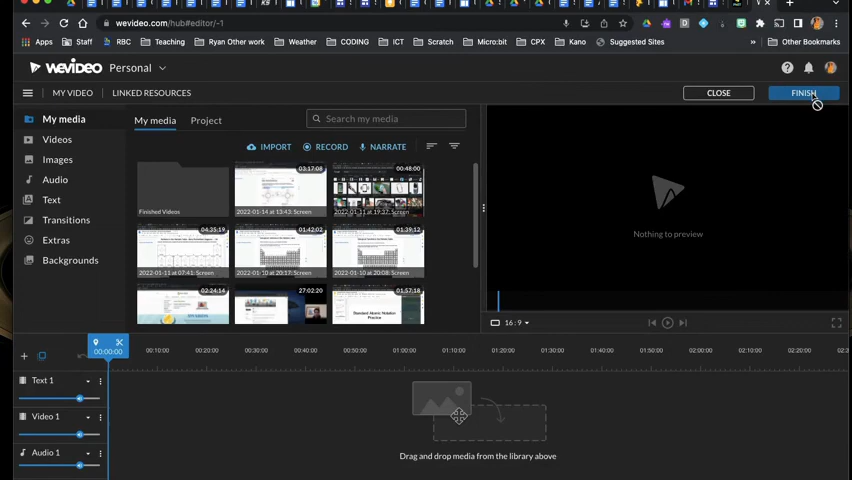 wevideo.com/hub#editor/-1
Apps Staff RBC Teaching Ryan Other work Weather CODING ICT Scratch Micro:bit CPX Kano Suggested Sites » Other Bookmarks
WEVIDEO Personal
MY VIDEO LINKED RESOURCES CLOSE FINISH
My media
Videos
Images
Audio
Text
Transitions
Extras
Backgrounds
My media Project Search my media
IMPORT RECORD NARRATE
03:17:08 00:48:00
Finished Videos 2022-01-14 at 13:43: Screen 2022-01-11 at 19:37: Screen
04:35:19 01:42:02 01:39:12
2022-01-11 at 07:41: Screen 2022-01-10 at 20:17: Screen 2022-01-10 at 20:08: Screen
02:24:14 27:02:20 01:57:18
Standard Atomic Notation
Practice
Nothing to preview
16:9
00:00:00 00:10:00 00:20:00 00:30:00 00:40:00 00:50:00 01:00:00 01:10:00 01:20:00 01:30:00 01:40:00 01:50:00 02:00:00 02:10:00 02:20:00
Text 1
Video 1
Audio 1
Drag and drop media from the library above